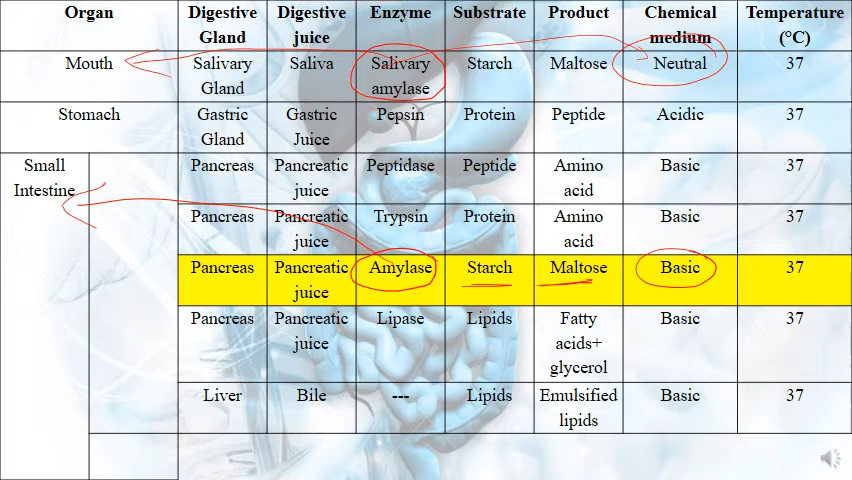 Organ Digestive Gland Digestive juice Enzyme Substrate Product Chemical medium Temperature (°C)
Mouth Salivary Gland Saliva Salivary amylase Starch Maltose Neutral 37
Stomach Gastric Gland Gastric Juice Pepsin Protein Peptide Acidic 37
Small Intestine Pancreas Pancreatic juice Peptidase Peptide Amino acid Basic 37
Pancreas Pancreatic juice Trypsin Protein Amino acid Basic 37
Pancreas Pancreatic juice Amylase Starch Maltose Basic 37
Pancreas Pancreatic juice Lipase Lipids Fatty acids+ glycerol Basic 37
Liver Bile --- Lipids Emulsified lipids Basic 37